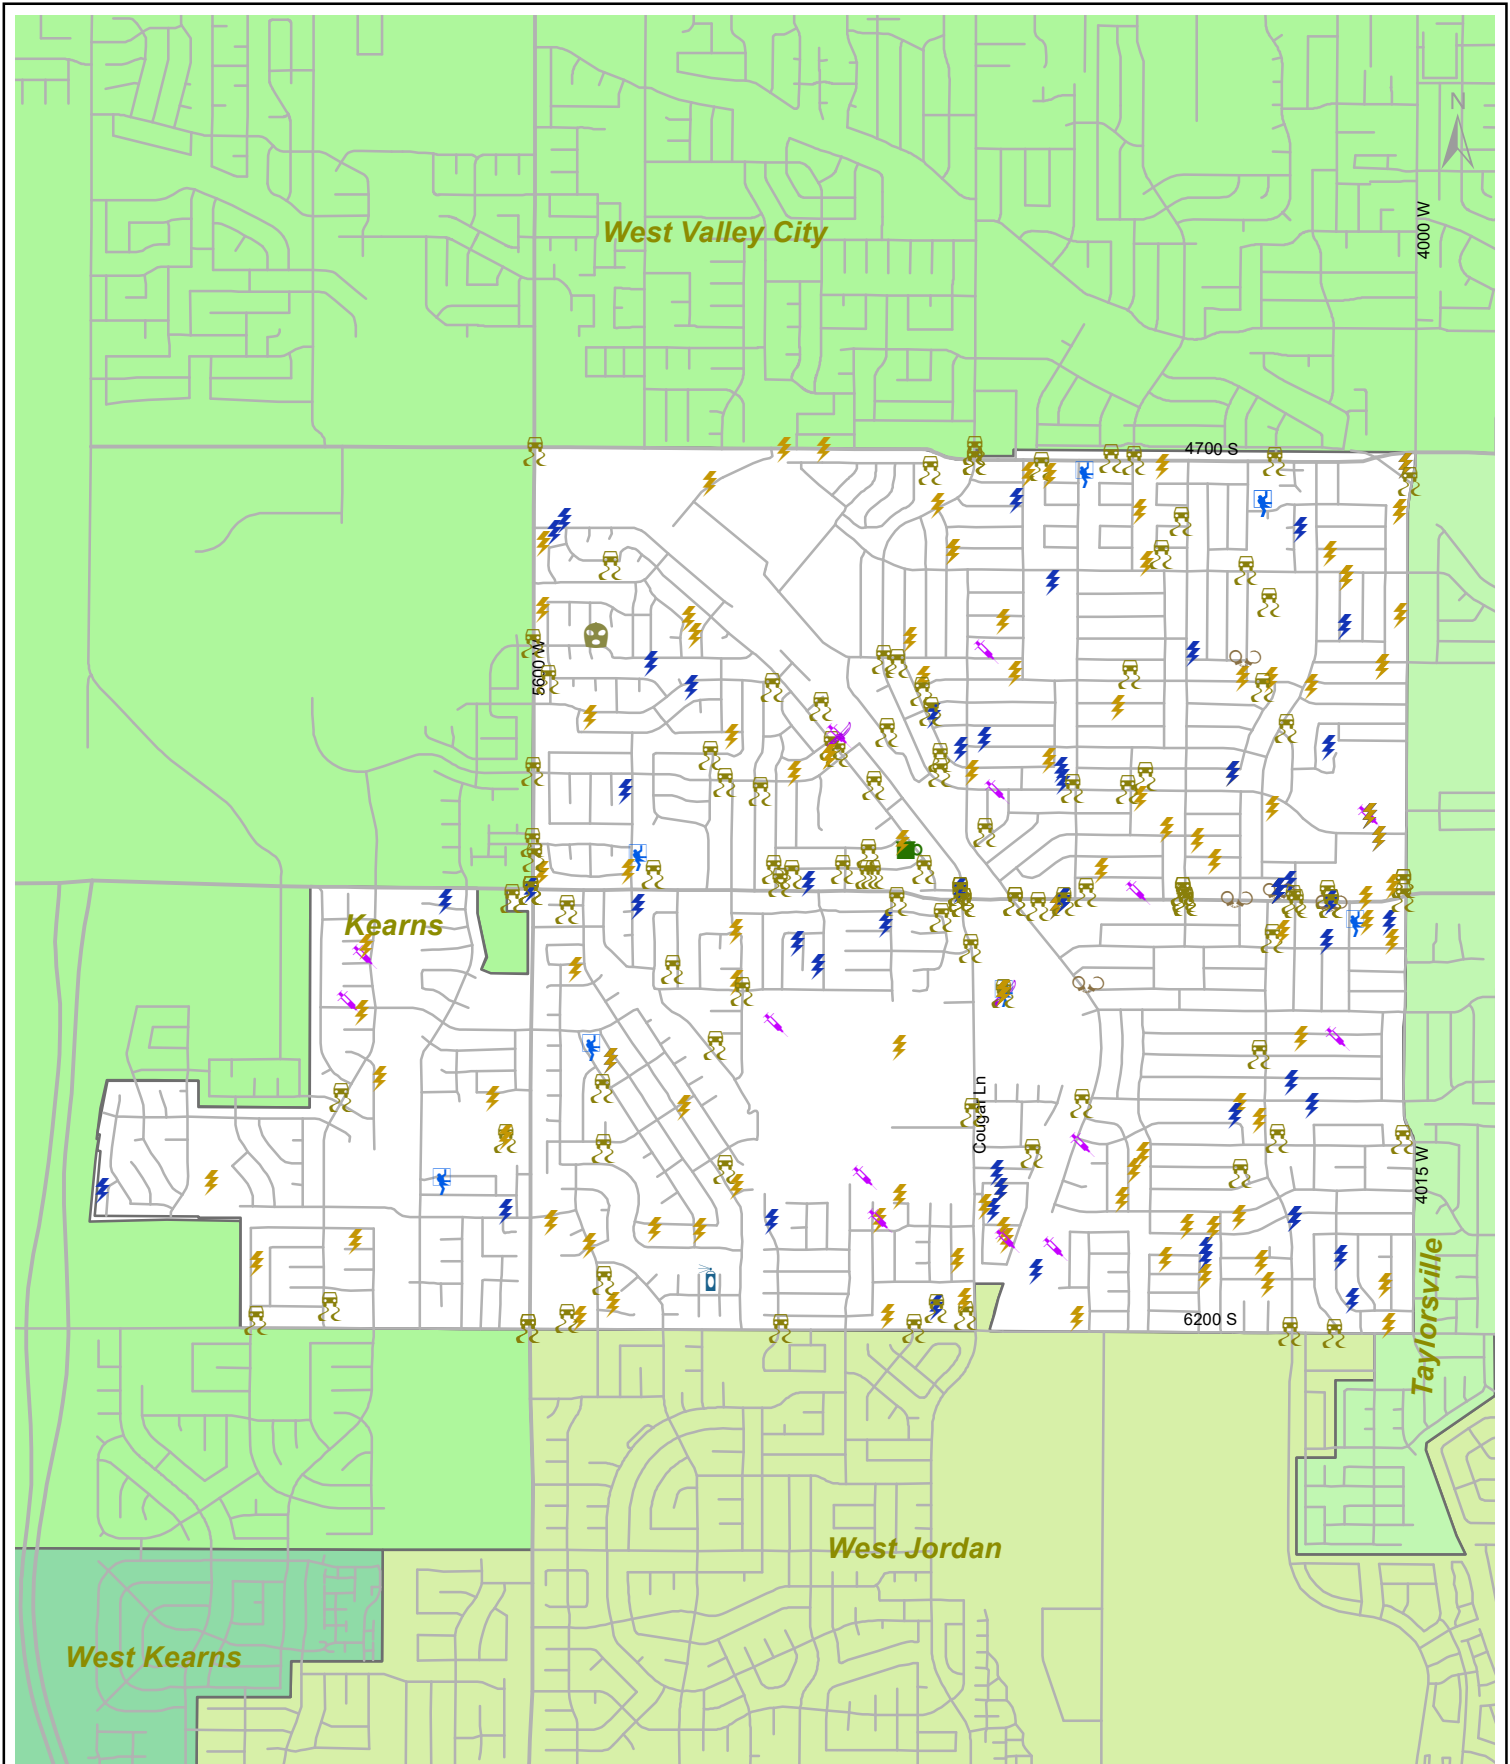 N
4000 W
West Valley City
4700 S
5600 W
Kearns
Cougar Ln
4015 W
Taylorsville
6200 S
West Jordan
West Kearns